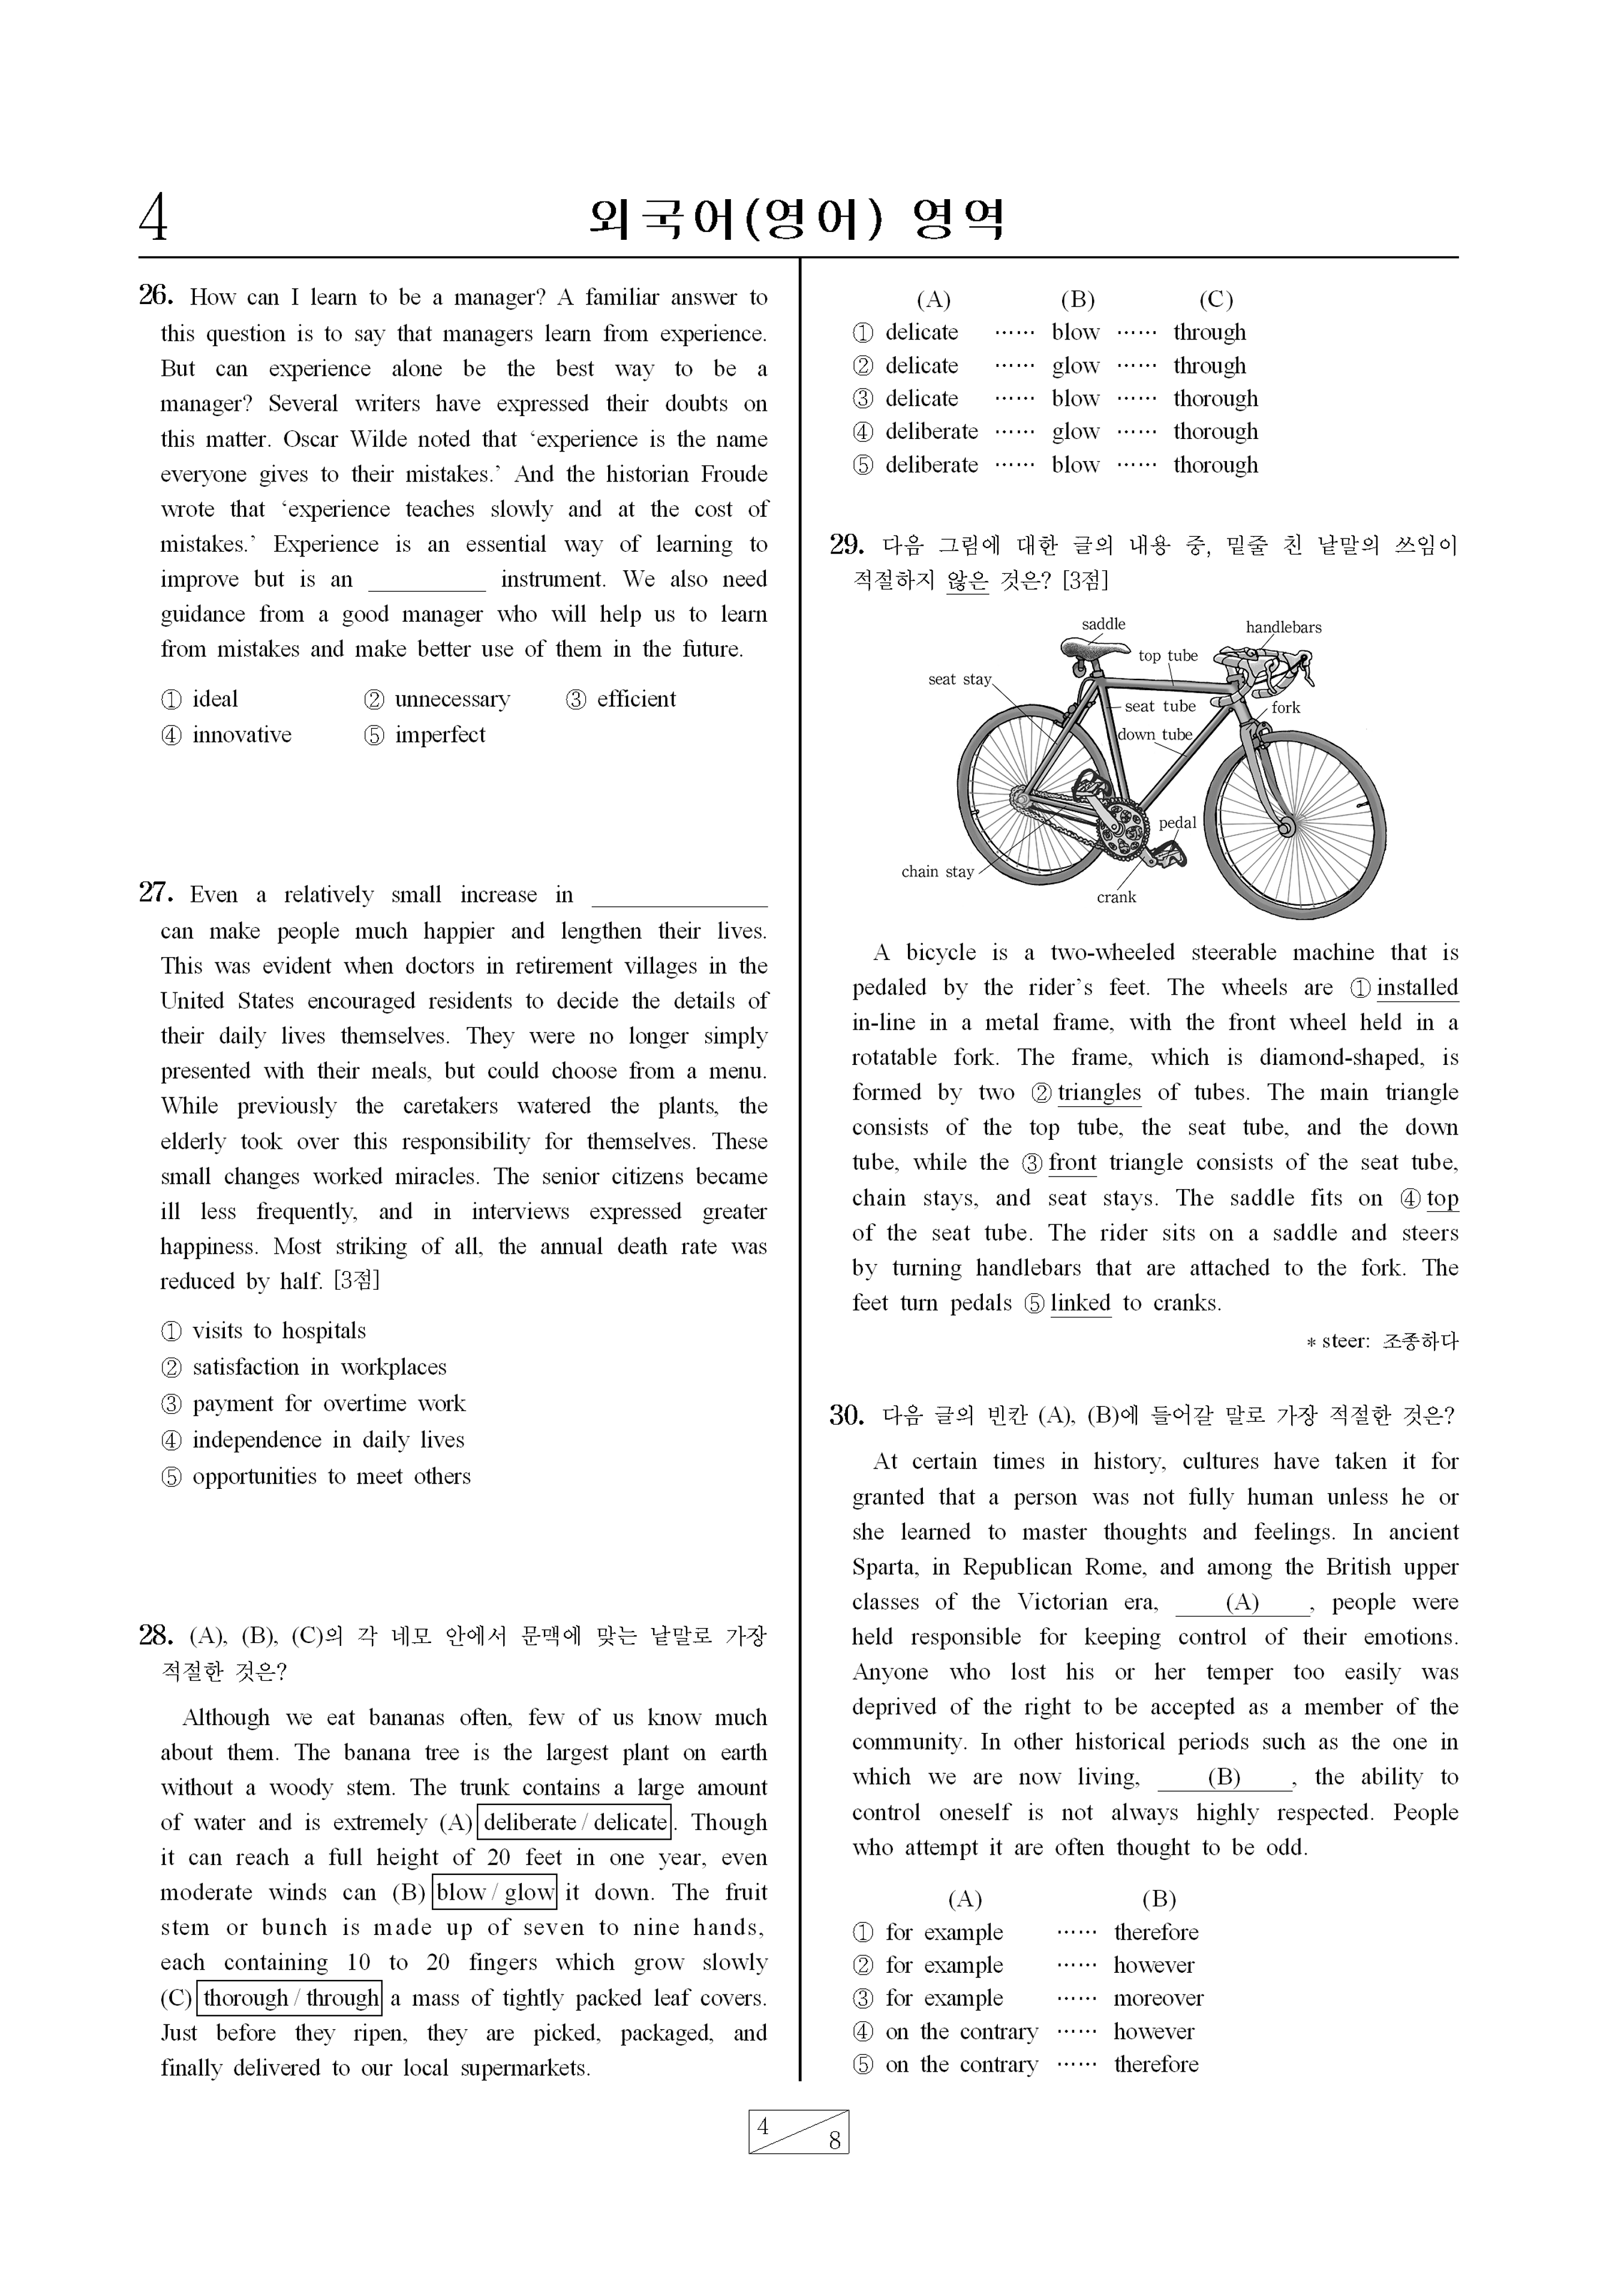 4
외국어(영어) 영역
26. How can I learn to be a manager? A familiar answer to
this question is to say that managers learn from experience.
But can experience alone be the best way to be a
manager? Several writers have expressed their doubts on
this matter. Oscar Wilde noted that ‘experience is the name
everyone gives to their mistakes.’ And the historian Froude
wrote that ‘experience teaches slowly and at the cost of
mistakes.’ Experience is an essential way of learning to
improve but is an __________ instrument. We also need
guidance from a good manager who will help us to learn
from mistakes and make better use of them in the future.
① ideal ② unnecessary ③ efficient
④ innovative ⑤ imperfect
27. Even a relatively small increase in __________
can make people much happier and lengthen their lives.
This was evident when doctors in retirement villages in the
United States encouraged residents to decide the details of
their daily lives themselves. They were no longer simply
presented with their meals, but could choose from a menu.
While previously the caretakers watered the plants, the
elderly took over this responsibility for themselves. These
small changes worked miracles. The senior citizens became
ill less frequently, and in interviews expressed greater
happiness. Most striking of all, the annual death rate was
reduced by half. [3점]
① visits to hospitals
② satisfaction in workplaces
③ payment for overtime work
④ independence in daily lives
⑤ opportunities to meet others
28. (A), (B), (C)의 각 네모 안에서 문맥에 맞는 낱말로 가장
적절한 것은?
Although we eat bananas often, few of us know much
about them. The banana tree is the largest plant on earth
without a woody stem. The trunk contains a large amount
of water and is extremely (A) deliberate / delicate. Though
it can reach a full height of 20 feet in one year, even
moderate winds can (B) blow / glow it down. The fruit
stem or bunch is made up of seven to nine hands,
each containing 10 to 20 fingers which grow slowly
(C) thorough / through a mass of tightly packed leaf covers.
Just before they ripen, they are picked, packaged, and
finally delivered to our local supermarkets.
(A) (B) (C)
① delicate …… blow …… through
② delicate …… glow …… through
③ delicate …… blow …… thorough
④ deliberate …… glow …… thorough
⑤ deliberate …… blow …… thorough
29. 다음 그림에 대한 글의 내용 중, 밑줄 친 낱말의 쓰임이
적절하지 않은 것은? [3점]
saddle
handlebars
top tube
seat stay
seat tube
fork
down tube
pedal
chain stay
crank
A bicycle is a two-wheeled steerable machine that is
pedaled by the rider’s feet. The wheels are ① installed
in-line in a metal frame, with the front wheel held in a
rotatable fork. The frame, which is diamond-shaped, is
formed by two ② triangles of tubes. The main triangle
consists of the top tube, the seat tube, and the down
tube, while the ③ front triangle consists of the seat tube,
chain stays, and seat stays. The saddle fits on ④ top
of the seat tube. The rider sits on a saddle and steers
by turning handlebars that are attached to the fork. The
feet turn pedals ⑤ linked to cranks.
* steer: 조종하다
30. 다음 글의 빈칸 (A), (B)에 들어갈 말로 가장 적절한 것은?
At certain times in history, cultures have taken it for
granted that a person was not fully human unless he or
she learned to master thoughts and feelings. In ancient
Sparta, in Republican Rome, and among the British upper
classes of the Victorian era, (A) , people were
held responsible for keeping control of their emotions.
Anyone who lost his or her temper too easily was
deprived of the right to be accepted as a member of the
community. In other historical periods such as the one in
which we are now living, (B) , the ability to
control oneself is not always highly respected. People
who attempt it are often thought to be odd.
(A) (B)
① for example …… therefore
② for example …… however
③ for example …… moreover
④ on the contrary …… however
⑤ on the contrary …… therefore
4
8